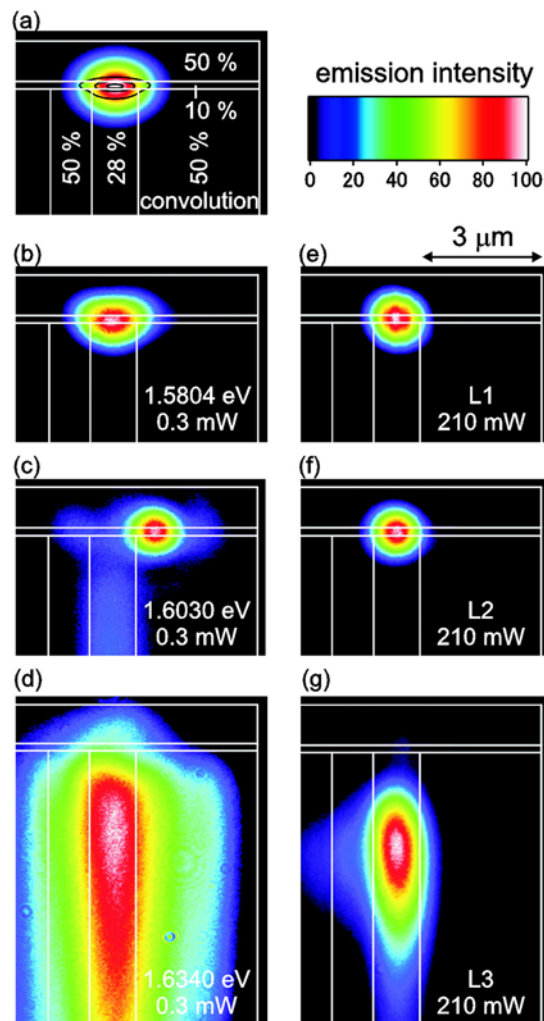 (a)
50 %
10 %
50 %
28 %
50 %
convolution
emission intensity
0 20 40 60 80 100
3 μm
(b)
1.5804 eV
0.3 mW
(e)
L1
210 mW
(c)
1.6030 eV
0.3 mW
(f)
L2
210 mW
(d)
1.6340 eV
0.3 mW
(g)
L3
210 mW